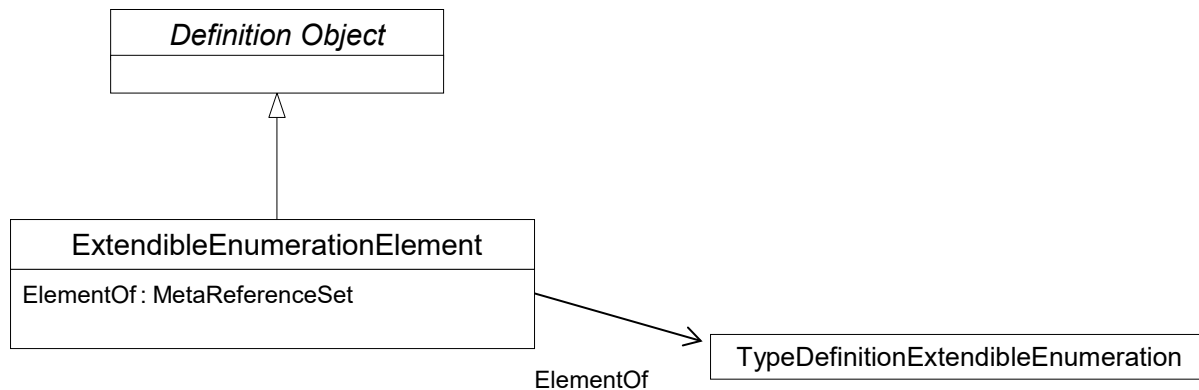 Definition Object
ExtendibleEnumerationElement
ElementOf : MetaReferenceSet
TypeDefinitionExtendibleEnumeration
ElementOf